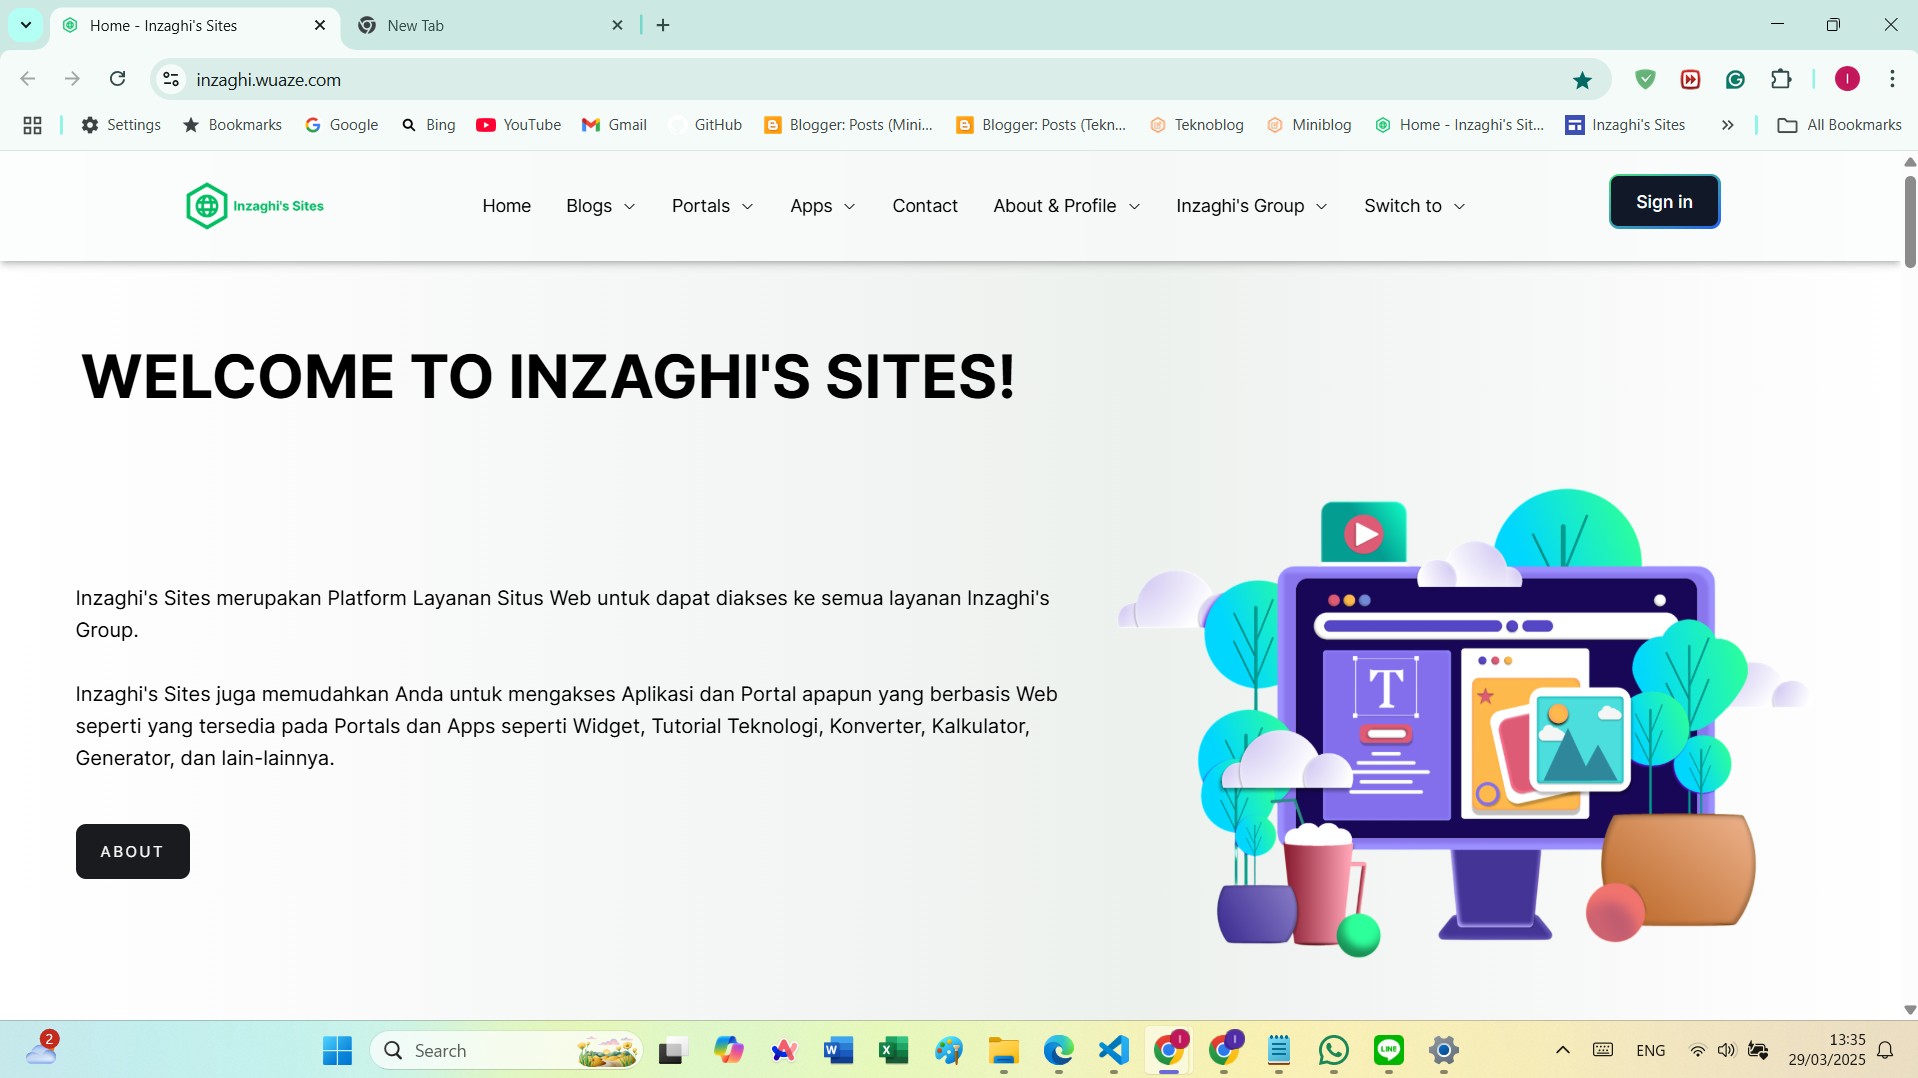 Home - Inzaghi's Sites
New Tab
inzaghi.wuaze.com
Settings
Bookmarks
Google
Bing
YouTube
Gmail
GitHub
Blogger: Posts (Mini...
Blogger: Posts (Tekn...
Teknoblog
Miniblog
Home - Inzaghi's Sit...
Inzaghi's Sites
All Bookmarks
Inzaghi's Sites
Home
Blogs
Portals
Apps
Contact
About & Profile
Inzaghi's Group
Switch to
Sign in
WELCOME TO INZAGHI'S SITES!
Inzaghi's Sites merupakan Platform Layanan Situs Web untuk dapat diakses ke semua layanan Inzaghi's
Group.
Inzaghi's Sites juga memudahkan Anda untuk mengakses Aplikasi dan Portal apapun yang berbasis Web
seperti yang tersedia pada Portals dan Apps seperti Widget, Tutorial Teknologi, Konverter, Kalkulator,
Generator, dan lain-lainnya.
ABOUT
T
2
Search
ENG
13:35
29/03/2025